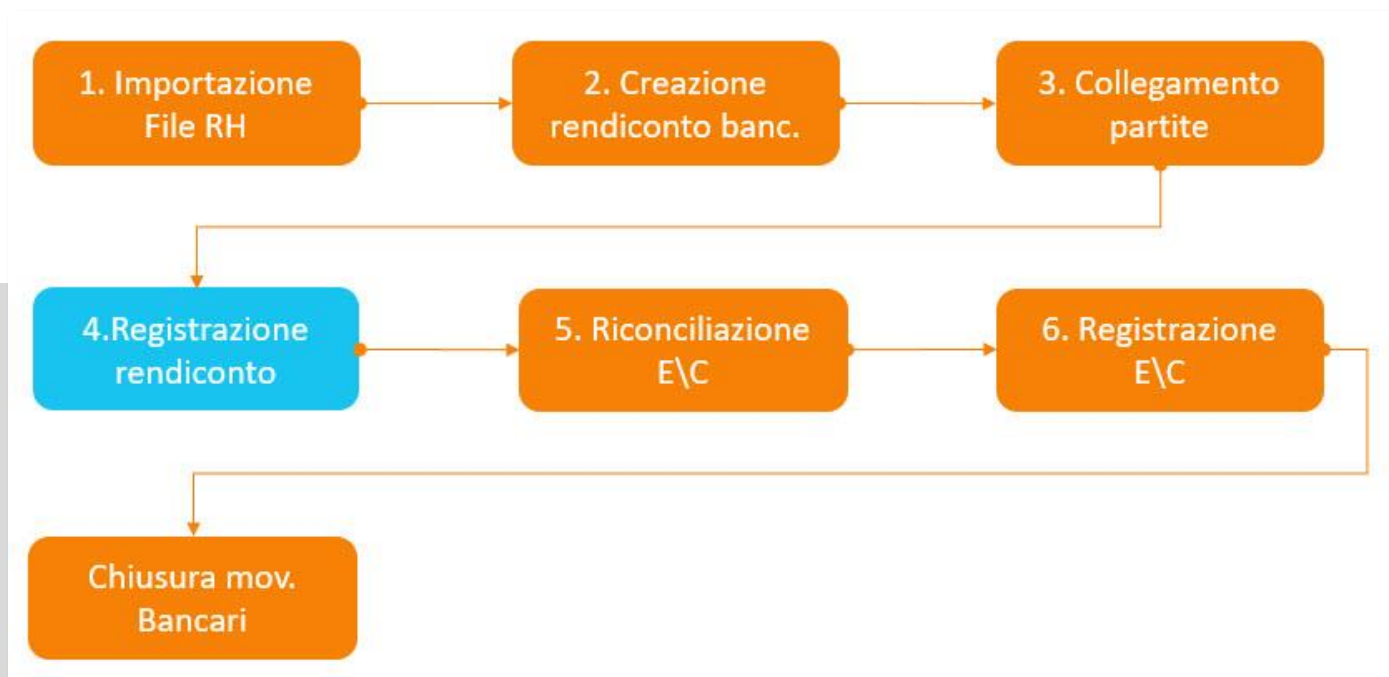 1. Importazione
File RH
2. Creazione
rendiconto banc.
3. Collegamento
partite
4.Registrazione
rendiconto
5. Riconciliazione
E\C
6. Registrazione
E\C
Chiusura mov.
Bancari